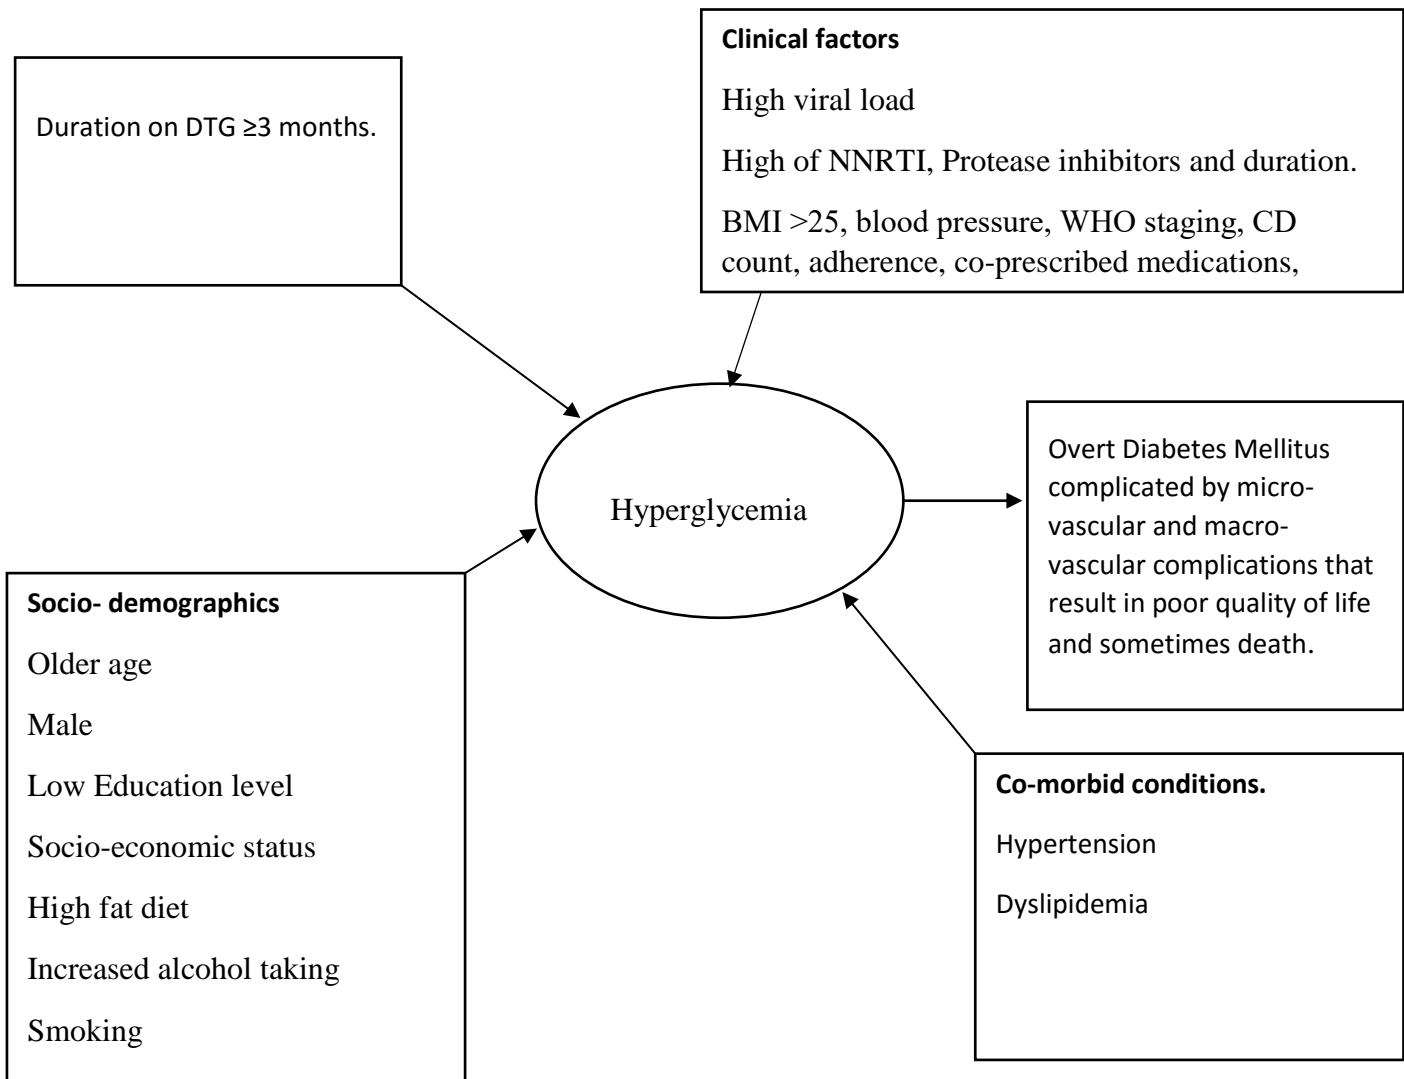 Duration on DTG ≥3 months.
Clinical factors
High viral load
High of NNRTI, Protease inhibitors and duration.
BMI >25, blood pressure, WHO staging, CD
count, adherence, co-prescribed medications,
Hyperglycemia
Overt Diabetes Mellitus
complicated by micro-
vascular and macro-
vascular complications that
result in poor quality of life
and sometimes death.
Socio- demographics
Older age
Male
Low Education level
Socio-economic status
High fat diet
Increased alcohol taking
Smoking
Co-morbid conditions.
Hypertension
Dyslipidemia